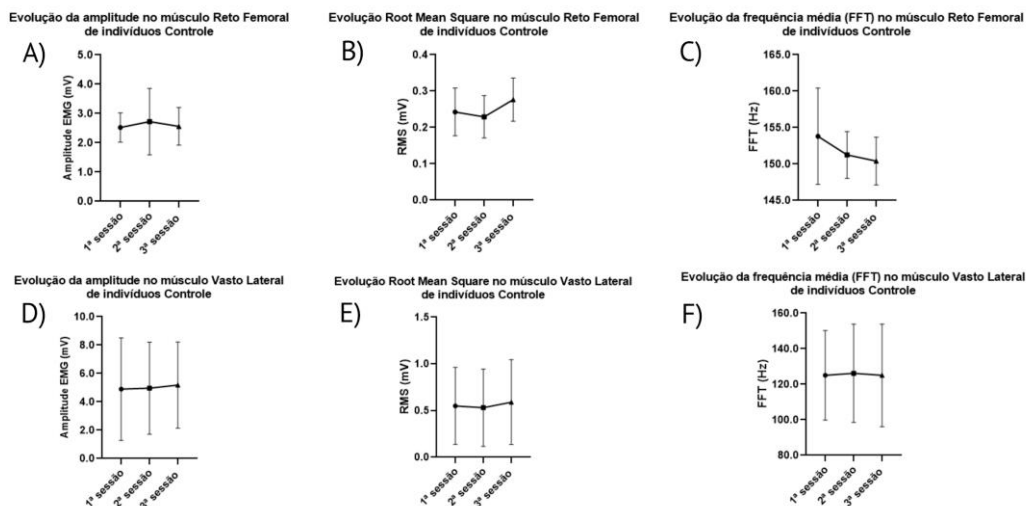 Evolução da amplitude no músculo Reto Femoral
de indivíduos Controle
A)
Amplitude EMG (mV)
5.0
4.0
3.0
2.0
1.0
0.0
1ª sessão
2ª sessão
3ª sessão
Evolução Root Mean Square no músculo Reto Femoral
de indivíduos Controle
B)
RMS (mV)
0.4
0.3
0.2
0.1
0.0
1ª sessão
2ª sessão
3ª sessão
Evolução da frequência média (FFT) no músculo Reto Femoral
de indivíduos Controle
C)
FFT (Hz)
165.0
160.0
155.0
150.0
145.0
1ª sessão
2ª sessão
3ª sessão
Evolução da amplitude no músculo Vasto Lateral
de indivíduos Controle
D)
Amplitude EMG (mV)
10.0
8.0
6.0
4.0
2.0
0.0
1ª sessão
2ª sessão
3ª sessão
Evolução Root Mean Square no músculo Vasto Lateral
de indivíduos Controle
E)
RMS (mV)
1.5
1.0
0.5
0.0
1ª sessão
2ª sessão
3ª sessão
Evolução da frequência média (FFT) no músculo Vasto Lateral
de indivíduos Controle
F)
FFT (Hz)
160.0
140.0
120.0
100.0
80.0
1ª sessão
2ª sessão
3ª sessão